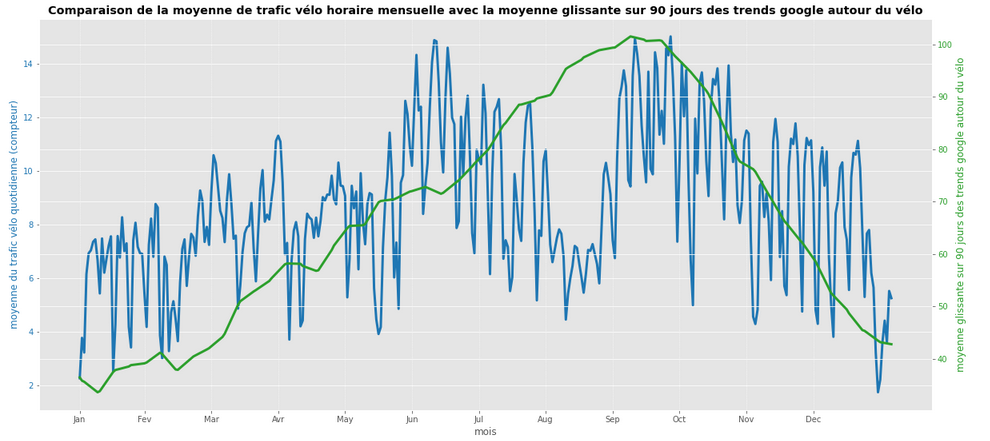 Comparaison de la moyenne de trafic vélo horaire mensuelle avec la moyenne glissante sur 90 jours des trends google autour du vélo
moyenne du trafic vélo quotidienne (compteur)
14
12
10
8
6
4
2
100
90
80
70
60
50
40
moyenne glissante sur 90 jours des trends google autour du vélo
Jan Fev Mar Avr May Jun Jul Aug Sep Oct Nov Dec
mois